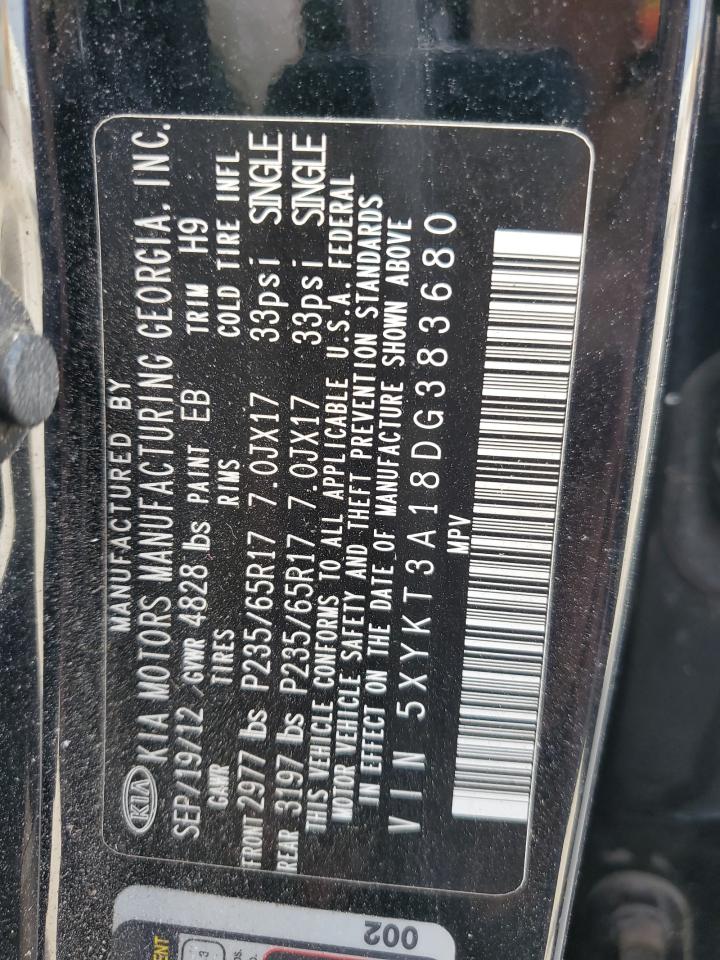 MANUFACTURED BY
KIA KIA MOTORS MANUFACTURING GEORGIA, INC.
SEP/19/12 /GVWR 4828 lbs PAINT EB TRIM H9
GAWR TIRES RIMS COLD TIRE INFL
FRONT 2977 lbs P235/65R17 7.0JX17 33psi SINGLE
REAR 3197 lbs P235/65R17 7.0JX17 33psi SINGLE
THIS VEHICLE CONFORMS TO ALL APPLICABLE U.S.A. FEDERAL
MOTOR VEHICLE SAFETY AND THEFT PREVENTION STANDARDS
IN EFFECT ON THE DATE OF MANUFACTURE SHOWN ABOVE
VIN 5XYKT3A18DG383680
MPV
002